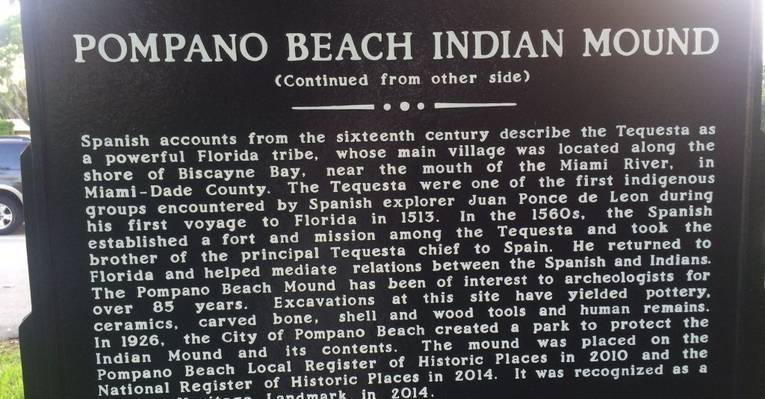 POMPANO BEACH INDIAN MOUND
(Continued from other side)
Spanish accounts from the sixteenth century describe the Tequesta as
a powerful Florida tribe, whose main village was located along the
shore of Biscayne Bay, near the mouth of the Miami River, in
Miami-Dade County. The Tequesta were one of the first indigenous
groups encountered by Spanish explorer Juan Ponce de Leon during
his first voyage to Florida in 1513. In the 1560s, the Spanish
established a fort and mission among the Tequesta and took the
brother of the principal Tequesta chief to Spain. He returned to
Florida and helped mediate relations between the Spanish and Indians.
The Pompano Beach Mound has been of interest to archeologists for
over 85 years. Excavations at this site have yielded pottery,
ceramics, carved bone, shell and wood tools and human remains.
In 1926, the City of Pompano Beach created a park to protect the
Indian Mound and its contents. The mound was placed on the
Pompano Beach Local Register of Historic Places in 2010 and the
National Register of Historic Places in 2014. It was recognized as a
Heritage Landmark in 2014.